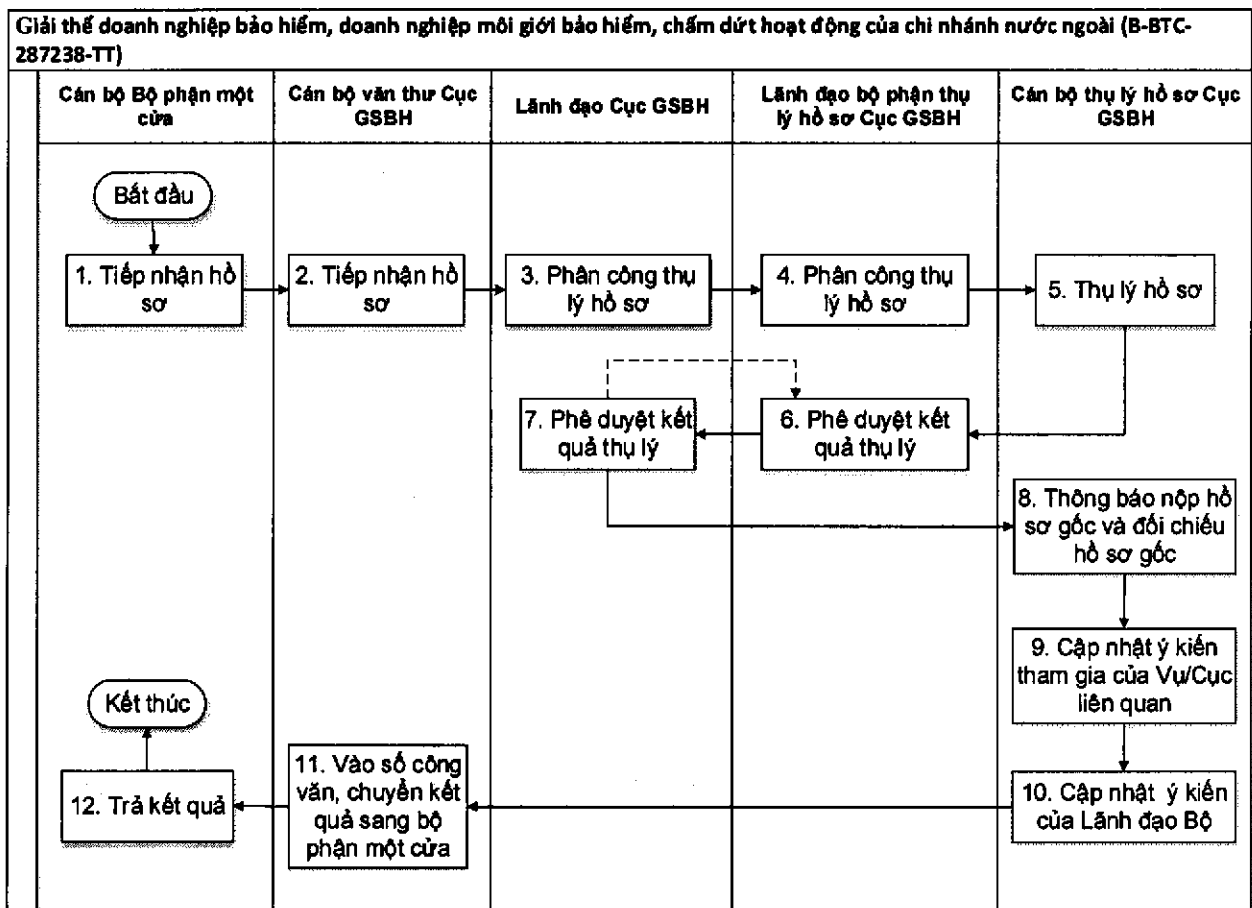 Giải thể doanh nghiệp bảo hiểm, doanh nghiệp môi giới bảo hiểm, chấm dứt hoạt động của chi nhánh nước ngoài (B-BTC-
287238-TT)
Cán bộ Bộ phận một
cửa
Cán bộ văn thư Cục
GSBH
Lãnh đạo Cục GSBH
Lãnh đạo bộ phận thụ
lý hồ sơ Cục GSBH
Cán bộ thụ lý hồ sơ Cục
GSBH
Bắt đầu
1. Tiếp nhận hồ
sơ
2. Tiếp nhận hồ
sơ
3. Phân công thụ
lý hồ sơ
4. Phân công thụ
lý hồ sơ
5. Thụ lý hồ sơ
7. Phê duyệt kết
quả thụ lý
6. Phê duyệt kết
quả thụ lý
8. Thông báo nộp hồ
sơ gốc và đối chiếu
hồ sơ gốc
9. Cập nhật ý kiến
tham gia của Vụ/Cục
liên quan
Kết thúc
12. Trả kết quả
11. Vào số công
văn, chuyển kết
quả sang bộ
phận một cửa
10. Cập nhật ý kiến
của Lãnh đạo Bộ